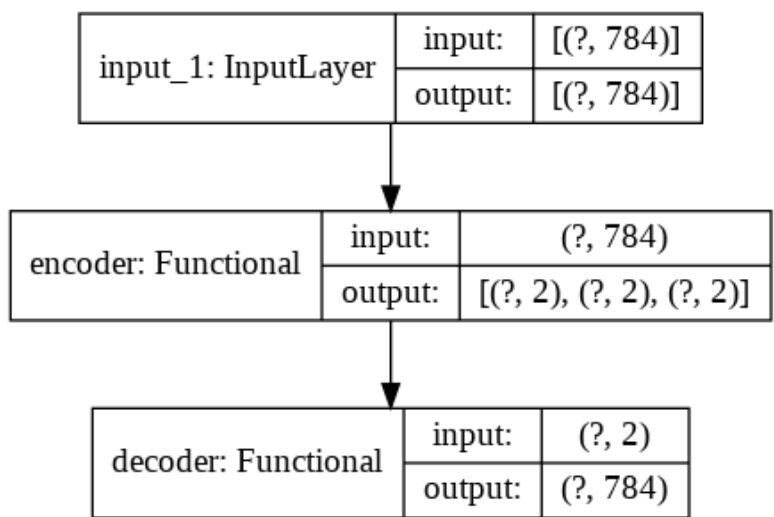 input_1: InputLayer
input: [(?, 784)]
output: [(?, 784)]
encoder: Functional
input: (?, 784)
output: [(?, 2), (?, 2), (?, 2)]
decoder: Functional
input: (?, 2)
output: (?, 784)